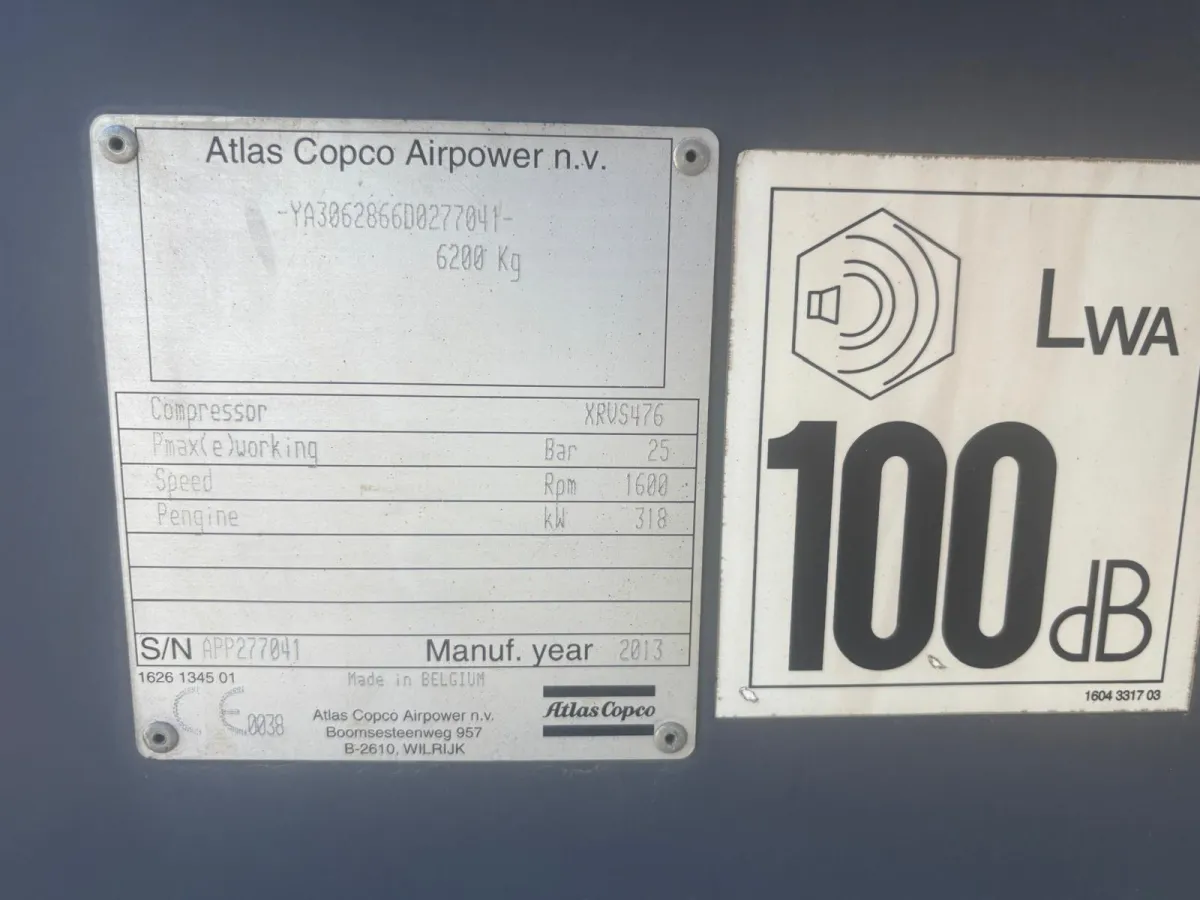 Atlas Copco Airpower n.v.
-YA3062866D0277041-
6200 Kg
Compressor XRVS476
Pmax(e)working Bar 25
Speed Rpm 1600
Pengine kW 318
S/N APP277041 Manuf. year 2013
1626 1345 01 Made in BELGIUM
CE 0038
Atlas Copco Airpower n.v.
Boomsesteenweg 957
B-2610, WILRIJK
Atlas Copco
LWA
100 dB
1604 3317 03